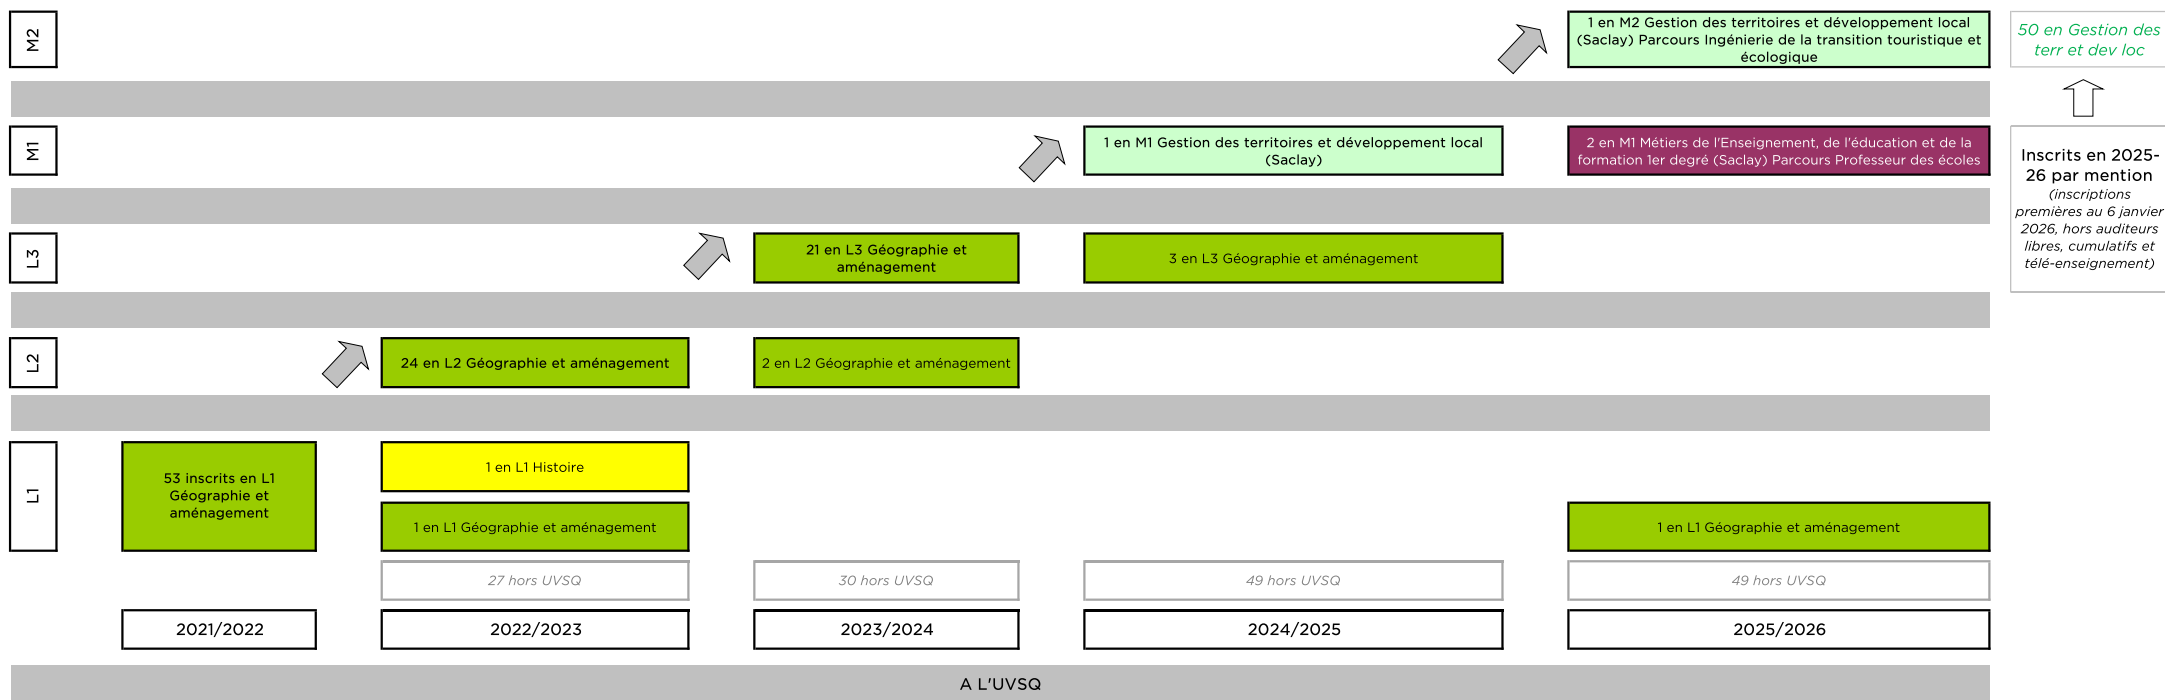 M2
1 en M2 Gestion des territoires et développement local
(Saclay) Parcours Ingénierie de la transition touristique et
écologique
50 en Gestion des
terr et dev loc
M1
1 en M1 Gestion des territoires et développement local
(Saclay)
2 en M1 Métiers de l'Enseignement, de l'éducation et de la
formation 1er degré (Saclay) Parcours Professeur des écoles
Inscrits en 2025-
26 par mention
(inscriptions
premières au 6 janvier
2026, hors auditeurs
libres, cumulatifs et
télé-enseignement)
L3
21 en L3 Géographie et
aménagement
3 en L3 Géographie et aménagement
L2
24 en L2 Géographie et aménagement
2 en L2 Géographie et aménagement
L1
53 inscrits en L1
Géographie et
aménagement
1 en L1 Histoire
1 en L1 Géographie et aménagement
1 en L1 Géographie et aménagement
27 hors UVSQ
30 hors UVSQ
49 hors UVSQ
49 hors UVSQ
2021/2022
2022/2023
2023/2024
2024/2025
2025/2026
A L'UVSQ